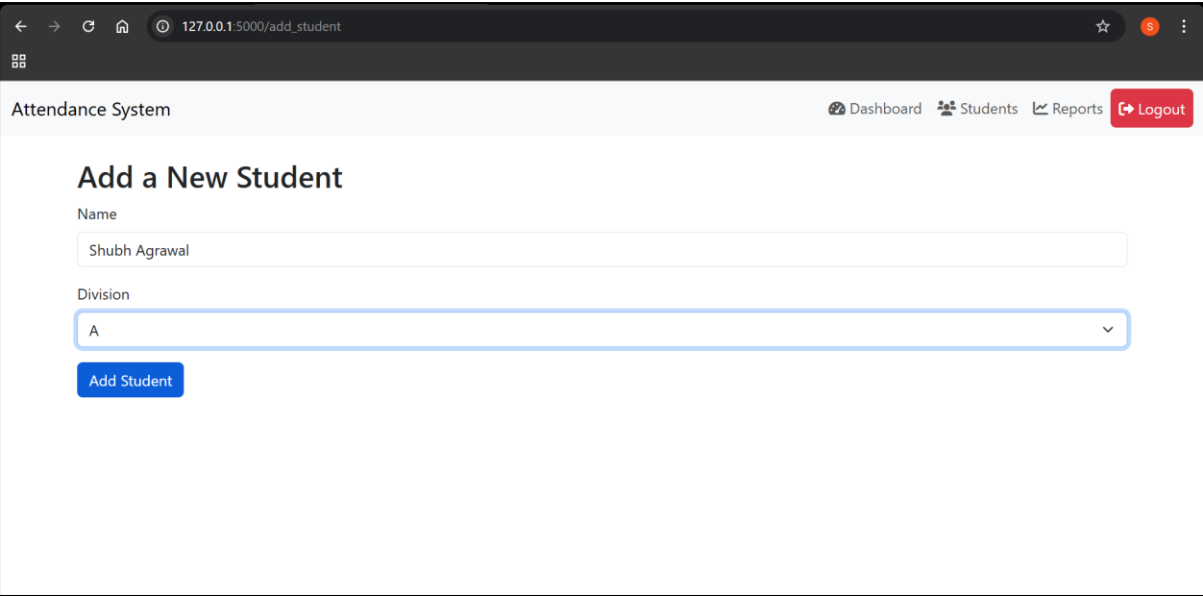 127.0.0.1:5000/add_student
S
Attendance System
Dashboard Students Reports Logout
Add a New Student
Name
Shubh Agrawal
Division
A
Add Student